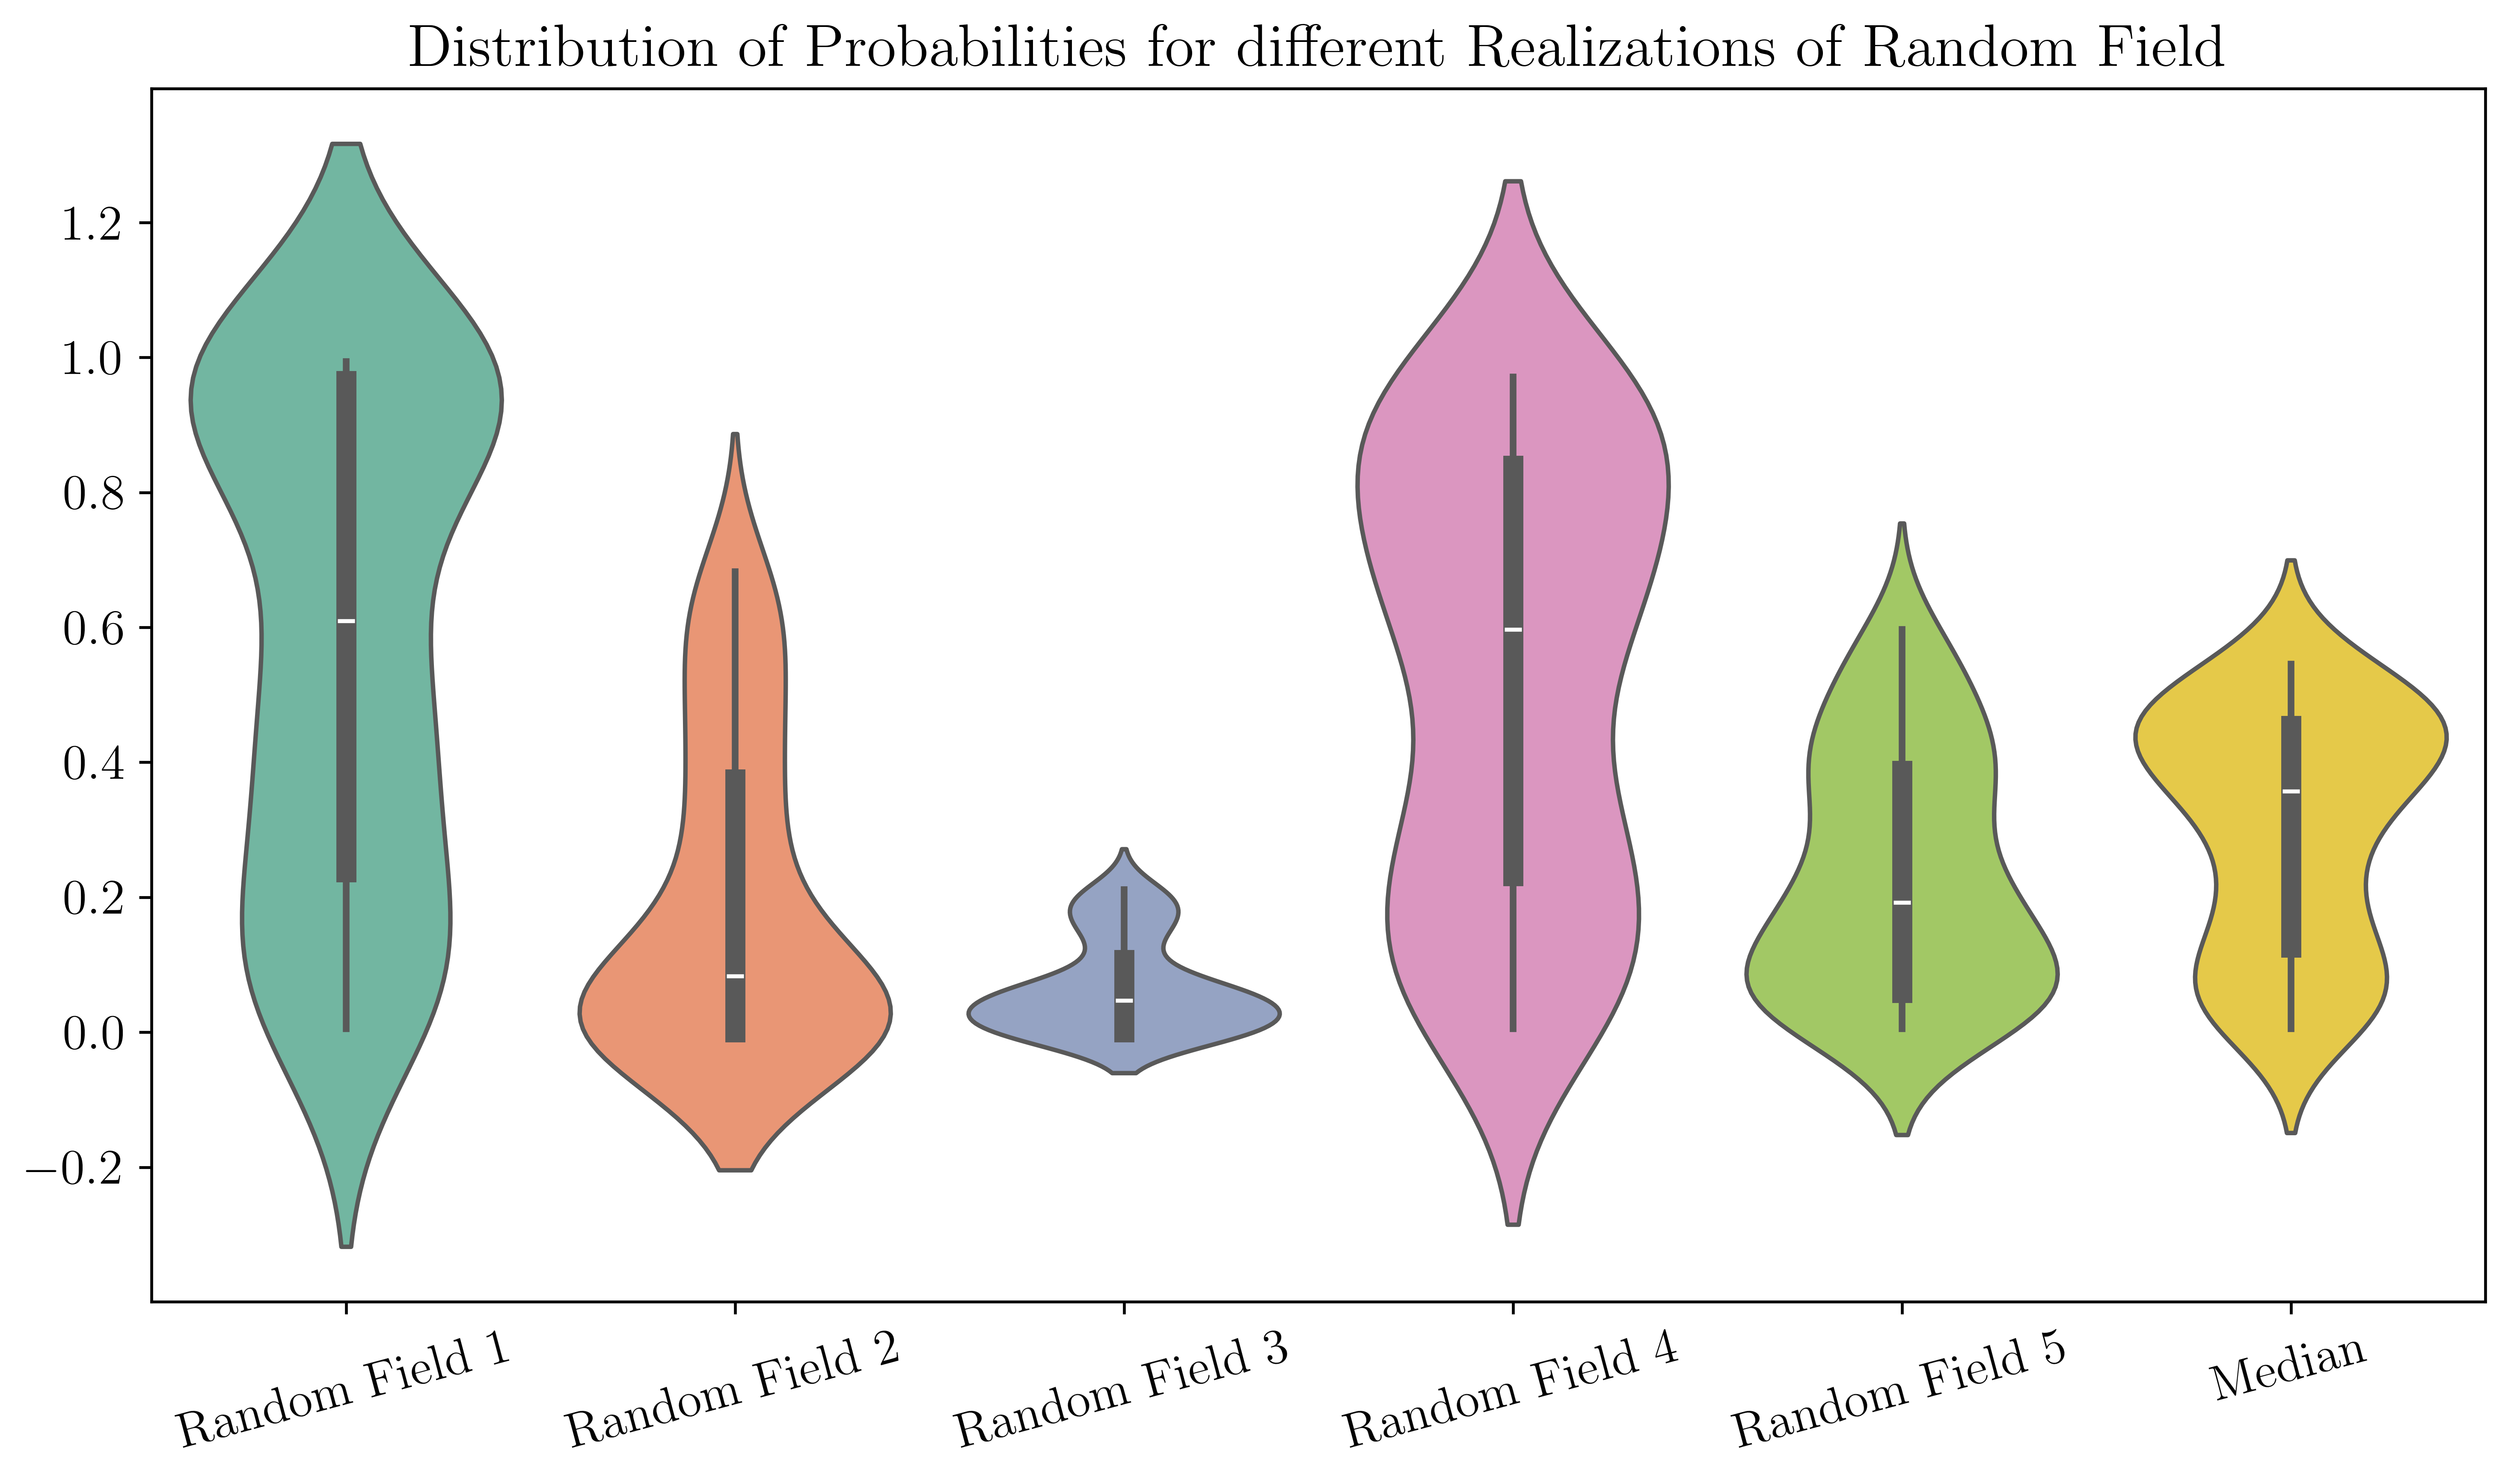 Distribution of Probabilities for different Realizations of Random Field
1.2
1.0
0.8
0.6
0.4
0.2
0.0
−0.2
Random Field 1
Random Field 2
Random Field 3
Random Field 4
Random Field 5
Median